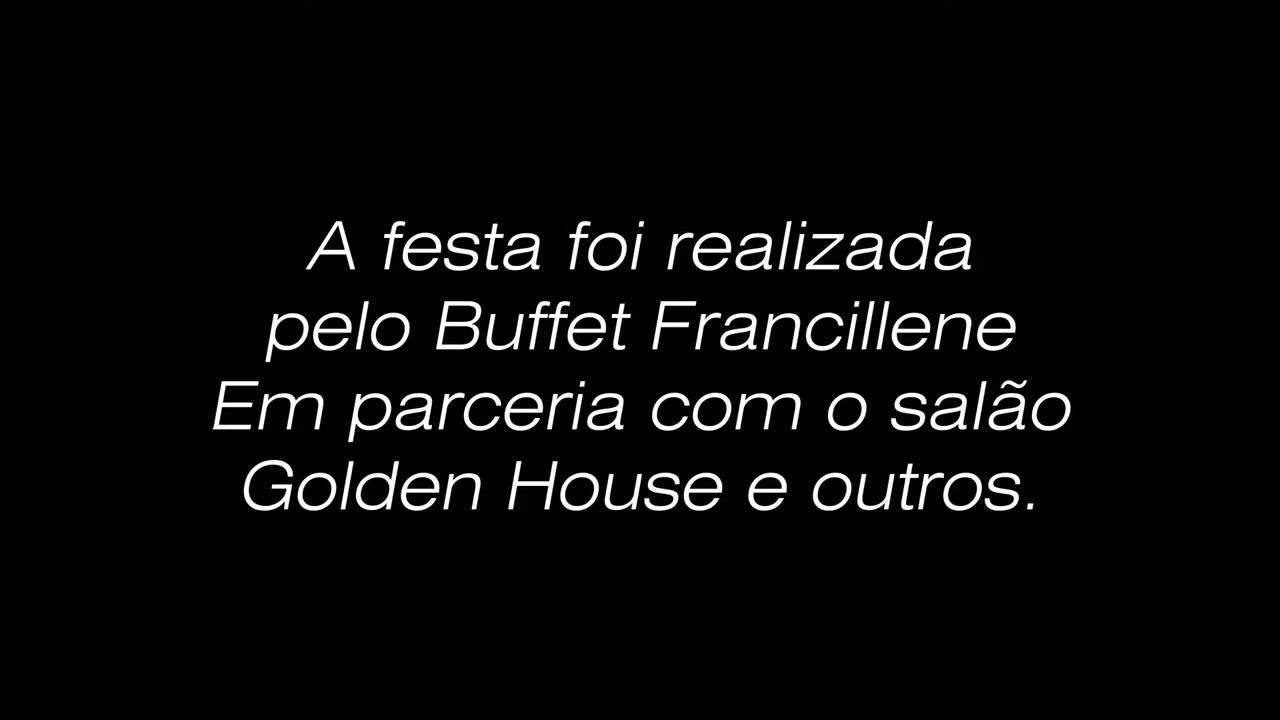 A festa foi realizada
pelo Buffet Francillene
Em parceria com o salão
Golden House e outros.